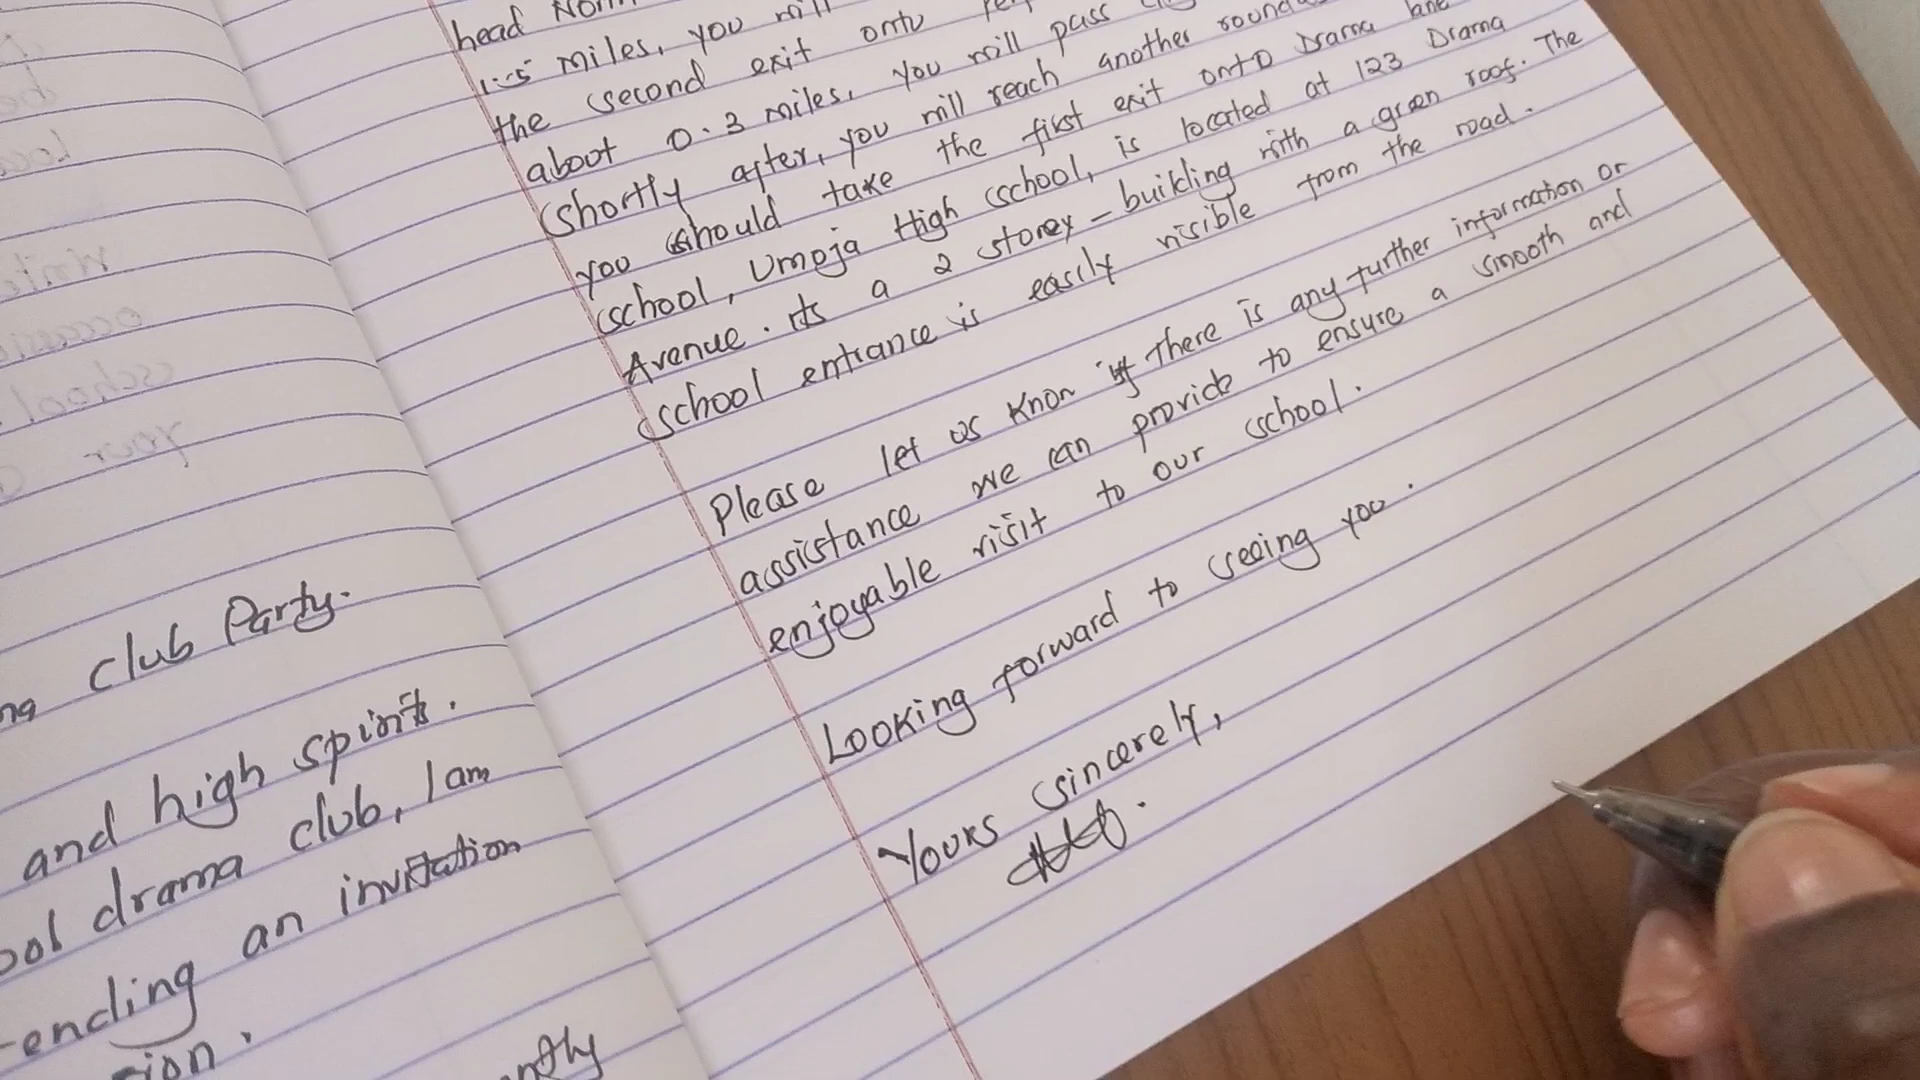 club Party.
and high spirits.
drama club, I am
ending an invitation
head
1.5 miles, you will
the second exit onto
about 0.3 miles, you will pass
shortly after, you will reach another
you should take the first exit onto Drama lane
school, Umoja High school, is located at 123 Drama
Avenue. its a 2 storey-building with a green roof. The
school entrance is easily visible from the road.
Please let us know if there is any further information or
assistance we can provide to ensure a smooth and
enjoyable visit to our school.
Looking forward to seeing you.
Yours sincerely,